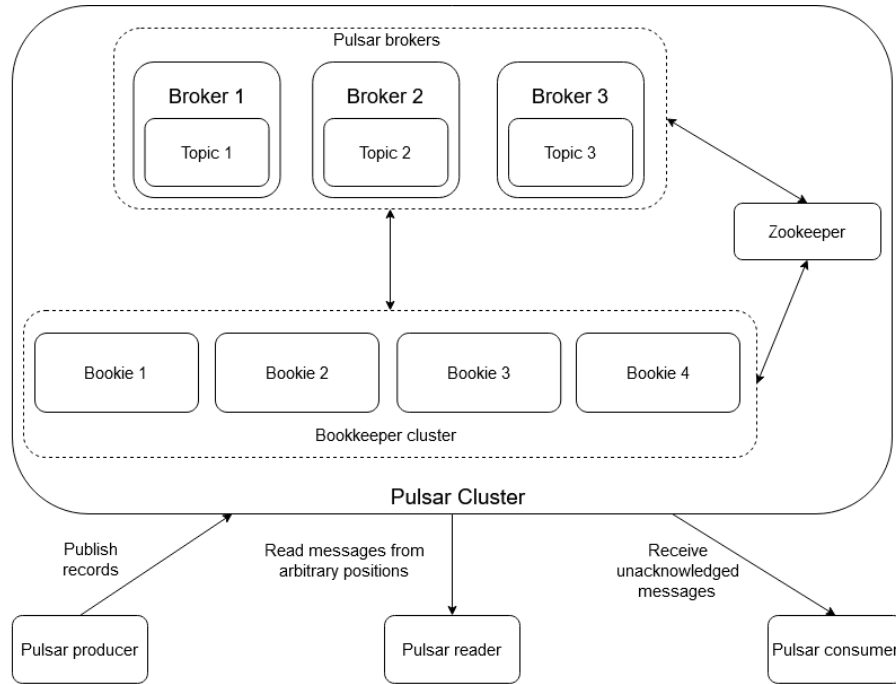 Pulsar brokers
Broker 1
Broker 2
Broker 3
Topic 1
Topic 2
Topic 3
Zookeeper
Bookie 1
Bookie 2
Bookie 3
Bookie 4
Bookkeeper cluster
Pulsar Cluster
Publish
records
Read messages from
arbitrary positions
Receive
unacknowledged
messages
Pulsar producer
Pulsar reader
Pulsar consumer